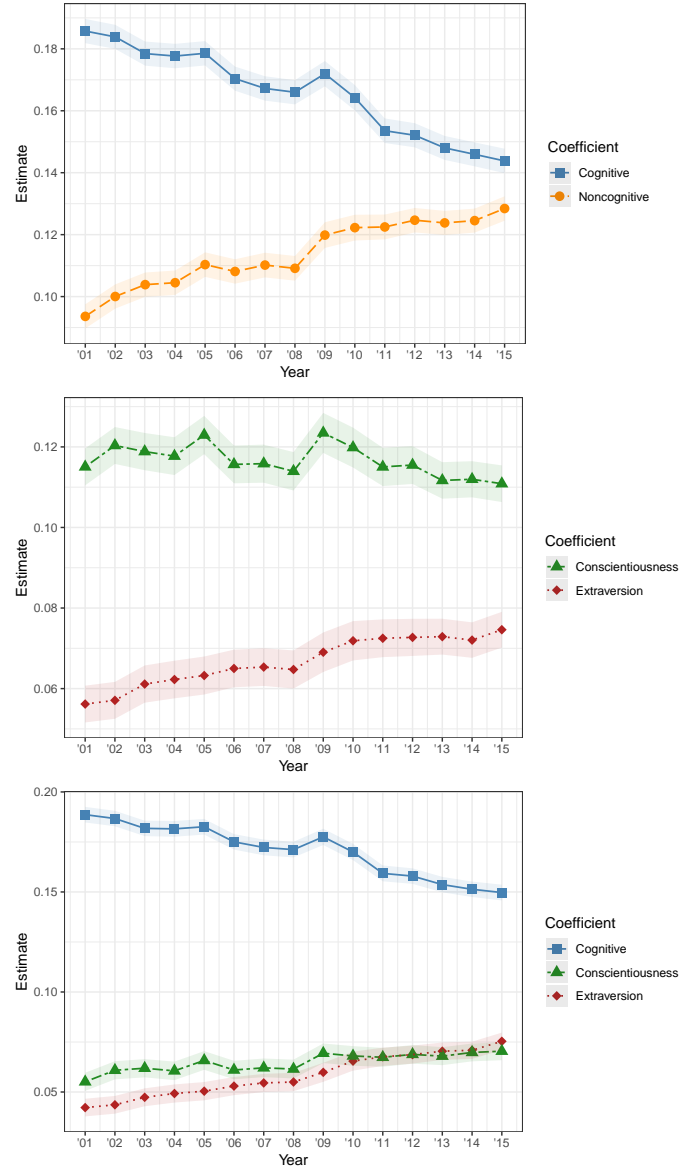 0.18
0.16
0.14
0.12
0.10
Estimate
'01 '02 '03 '04 '05 '06 '07 '08 '09 '10 '11 '12 '13 '14 '15
Year
Coefficient
Cognitive
Noncognitive
0.12
0.10
0.08
0.06
Estimate
'01 '02 '03 '04 '05 '06 '07 '08 '09 '10 '11 '12 '13 '14 '15
Year
Coefficient
Conscientiousness
Extraversion
0.20
0.15
0.10
0.05
Estimate
'01 '02 '03 '04 '05 '06 '07 '08 '09 '10 '11 '12 '13 '14 '15
Year
Coefficient
Cognitive
Conscientiousness
Extraversion